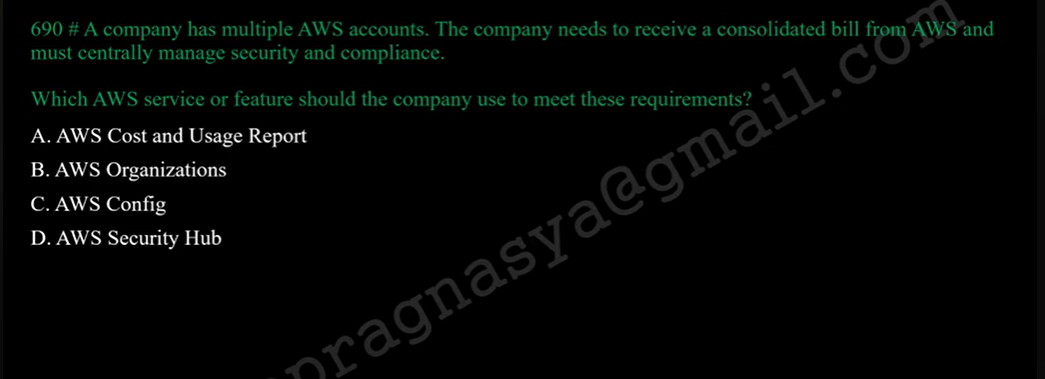 690 # A company has multiple AWS accounts. The company needs to receive a consolidated bill from AWS and
must centrally manage security and compliance.
Which AWS service or feature should the company use to meet these requirements?
A. AWS Cost and Usage Report
B. AWS Organizations
C. AWS Config
D. AWS Security Hub
pragnasya@gmail.com